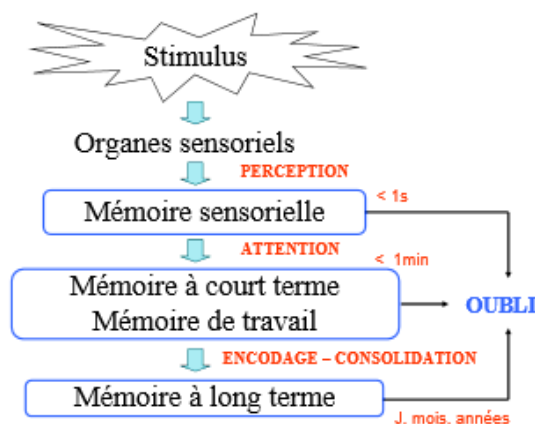 Stimulus
Organes sensoriels
PERCEPTION
< 1s
Mémoire sensorielle
ATTENTION
< 1min
Mémoire à court terme
Mémoire de travail
OUBLI
ENCODAGE – CONSOLIDATION
Mémoire à long terme
J, mois, années